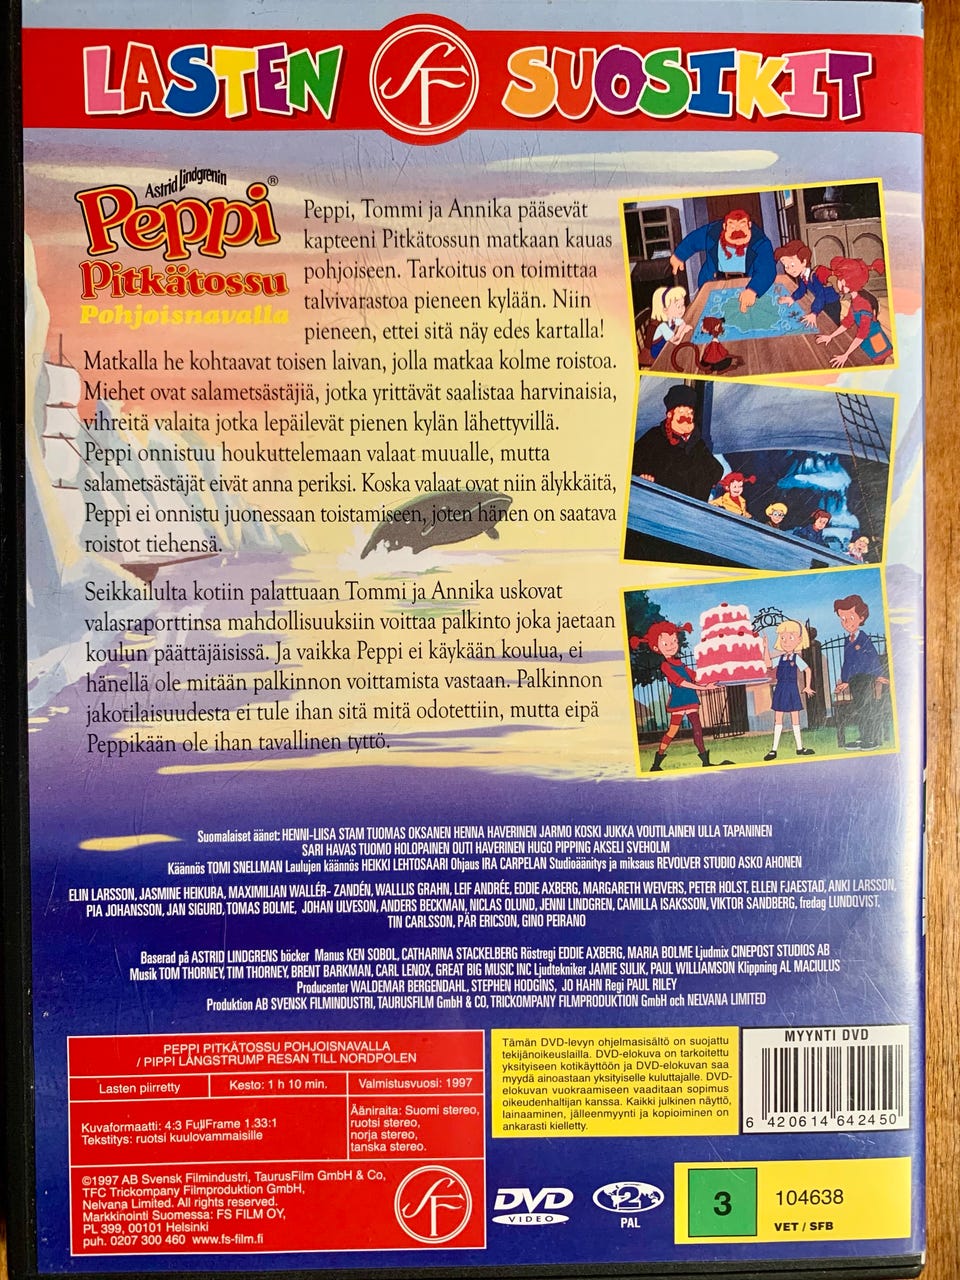 LASTEN SF SUOSIKIT
Astrid Lindgrenin
Peppi®
Pitkätossu
Pohjoisnavalla
Peppi, Tommi ja Annika pääsevät
kapteeni Pitkätossun matkaan kauas
pohjoiseen. Tarkoitus on toimittaa
talvivarastoa pieneen kylään. Niin
pieneen, ettei sitä näy edes kartalla!
Matkalla he kohtaavat toisen laivan, jolla matkaa kolme roistoa.
Miehet ovat salametsästäjiä, jotka yrittävät saalistaa harvinaisia,
vihreitä valaita jotka lepäilevät pienen kylän lähettyvillä.
Peppi onnistuu houkuttelemaan valaat muualle, mutta
salametsästäjät eivät anna periksi. Koska valaat ovat niin älykkäitä,
Peppi ei onnistu juonessaan toistamiseen, joten hänen on saatava
roistot tiehensä.
Seikkailulta kotiin palattuaan Tommi ja Annika uskovat
valasraporttinsa mahdollisuuksiin voittaa palkinto joka jaetaan
koulun päättäjäisissä. Ja vaikka Peppi ei käykään koulua, ei
hänellä ole mitään palkinnon voittamista vastaan. Palkinnon
jakotilaisuudesta ei tule ihan sitä mitä odotettiin, mutta eipä
Peppikään ole ihan tavallinen tyttö.
Suomalaiset äänet: HENNI-LIISA STAM TUOMAS OKSANEN HENNA HAVERINEN JARMO KOSKI JUKKA VOUTILAINEN ULLA TAPANINEN
SARI HAVAS TUOMO HOLOPAINEN OUTI HAVERINEN HUGO PIPPING AKSELI SVEHOLM
Käännös TOMI SNELLMAN Laulujen käännös HEIKKI LEHTOSAARI Ohjaus IRA CARPELAN Studioäänitys ja miksaus REVOLVER STUDIO ASKO AHONEN
ELIN LARSSON, JASMINE HEIKURA, MAXIMILIAN WALLÉR- ZANDÉN, WALLLIS GRAHN, LEIF ANDRÉE, EDDIE AXBERG, MARGARETH WEIVERS, PETER HOLST, ELLEN FJAESTAD, ANKI LARSSON,
PIA JOHANSSON, JAN SIGURD, TOMAS BOLME, JOHAN ULVESON, ANDERS BECKMAN, NICLAS OLUND, JENNI LINDGREN, CAMILLA ISAKSSON, VIKTOR SANDBERG, fredag LUNDQVIST,
TIN CARLSSON, PÄR ERICSON, GINO PEIRANO
Baserad på ASTRID LINDGRENS böcker Manus KEN SOBOL, CATHARINA STACKELBERG Röstregi EDDIE AXBERG, MARIA BOLME Ljudmix CINEPOST STUDIOS AB
Musik TOM THORNEY, TIM THORNEY, BRENT BARKMAN, CARL LENOX, GREAT BIG MUSIC INC Ljudtekniker JAMIE SULIK, PAUL WILLIAMSON Klippning AL MACIULUS
Producenter WALDEMAR BERGENDAHL, STEPHEN HODGINS, JO HAHN Regi PAUL RILEY
Produktion AB SVENSK FILMINDUSTRI, TAURUSFILM GmbH & CO, TRICKOMPANY FILMPRODUKTION GmbH och NELVANA LIMITED
PEPPI PITKÄTOSSU POHJOISNAVALLA
/ PIPPI LÅNGSTRUMP RESAN TILL NORDPOLEN
Lasten piirretty Kesto: 1 h 10 min. Valmistusvuosi: 1997
Kuvaformaatti: 4:3 FullFrame 1.33:1
Tekstitys: ruotsi kuulovammaisille
Ääniraita: Suomi stereo,
ruotsi stereo,
norja stereo,
tanska stereo.
©1997 AB Svensk Filmindustri, TaurusFilm GmbH & Co,
TFC Trickompany Filmproduktion GmbH,
Nelvana Limited. All rights reserved.
Markkinointi Suomessa: FS FILM OY,
PL 399, 00101 Helsinki
puh. 0207 300 460 www.fs-film.fi
SF
Tämän DVD-levyn ohjelmasisältö on suojattu
tekijänoikeuslailla. DVD-elokuva on tarkoitettu
yksityiseen kotikäyttöön ja DVD-elokuvan saa
myydä ainoastaan yksityiselle kuluttajalle. DVD-
elokuvan vuokraamiseen vaaditaan sopimus
oikeudenhaltijan kanssa. Kaikki julkinen näyttö,
lainaaminen, jälleenmyynti ja kopioiminen on
ankarasti kielletty.
MYYNTI DVD
6 420614 642450
DVD
VIDEO
2
PAL
3
104638
VET / SFB